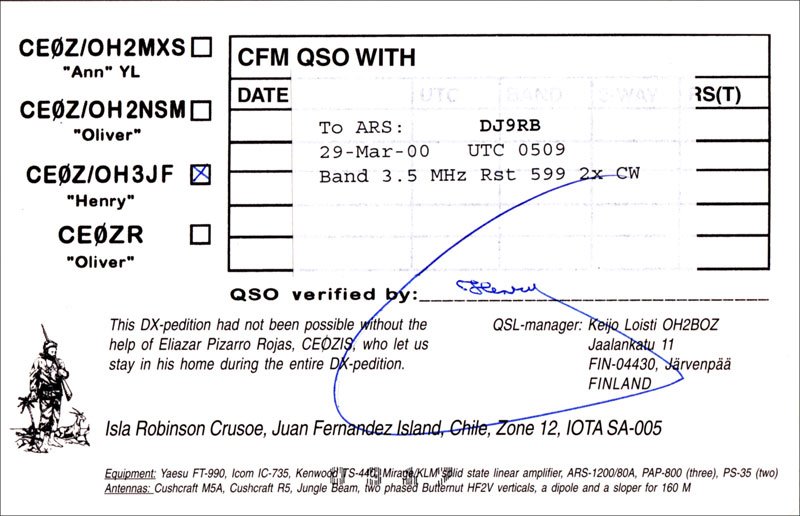 CEØZ/OH2MXS
"Ann" YL
CEØZ/OH2NSM
"Oliver"
CEØZ/OH3JF
"Henry"
CEØZR
"Oliver"
CFM QSO WITH
DATE UTC BAND 2-WAY RS(T)
To ARS: DJ9RB
29-Mar-00 UTC 0509
Band 3.5 MHz Rst 599 2x CW
QSO verified by: Henry
This DX-pedition had not been possible without the
help of Eliazar Pizarro Rojas, CEØZIS, who let us
stay in his home during the entire DX-pedition.
QSL-manager: Keijo Loisti OH2BOZ
Jaalankatu 11
FIN-04430, Järvenpää
FINLAND
Isla Robinson Crusoe, Juan Fernandez Island, Chile, Zone 12, IOTA SA-005
Equipment: Yaesu FT-990, Icom IC-735, Kenwood TS-440, Mirage/KLM solid state linear amplifier, ARS-1200/80A, PAP-800 (three), PS-35 (two)
Antennas: Cushcraft M5A, Cushcraft R5, Jungle Beam, two phased Butternut HF2V verticals, a dipole and a sloper for 160 M